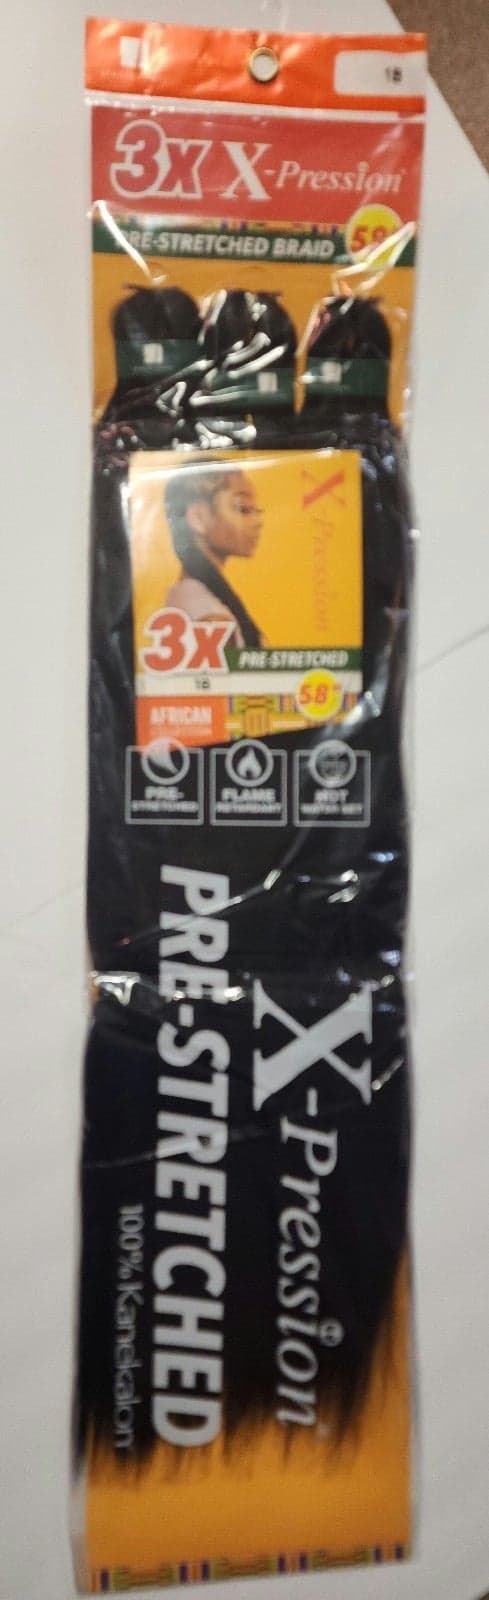 1B
3X X-Pression
PRE-STRETCHED BRAID 58"
X-Pression
3X PRE-STRETCHED
1B
58"
AFRICAN
PRE-STRETCHED
FLAME RETARDANT
HOT WATER SET
PRE-STRETCHED
X-Pression
100% Kanekalon